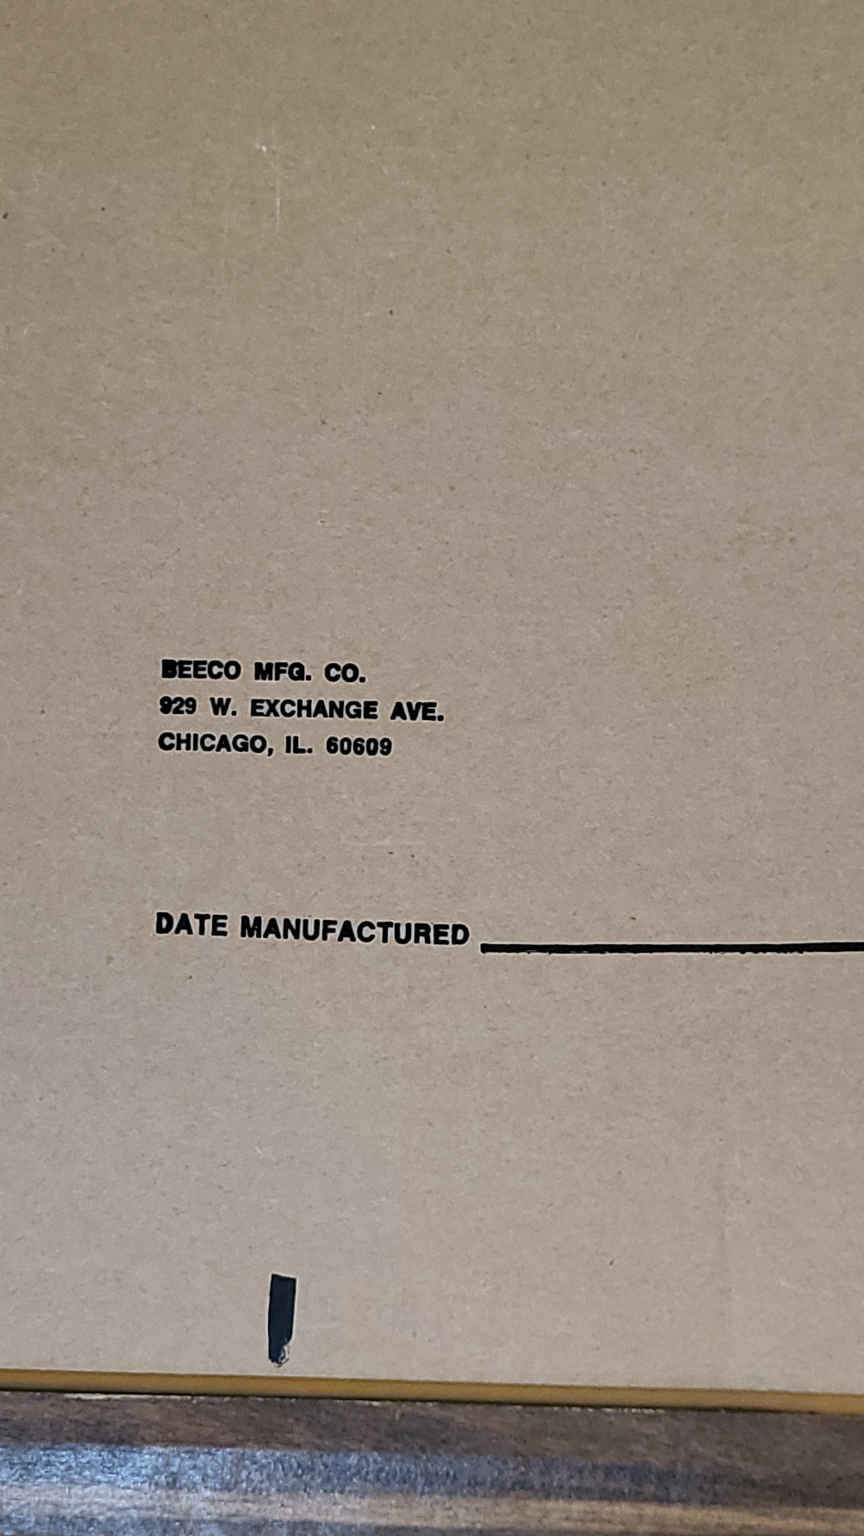 BEECO MFG. CO.
929 W. EXCHANGE AVE.
CHICAGO, IL. 60609
DATE MANUFACTURED